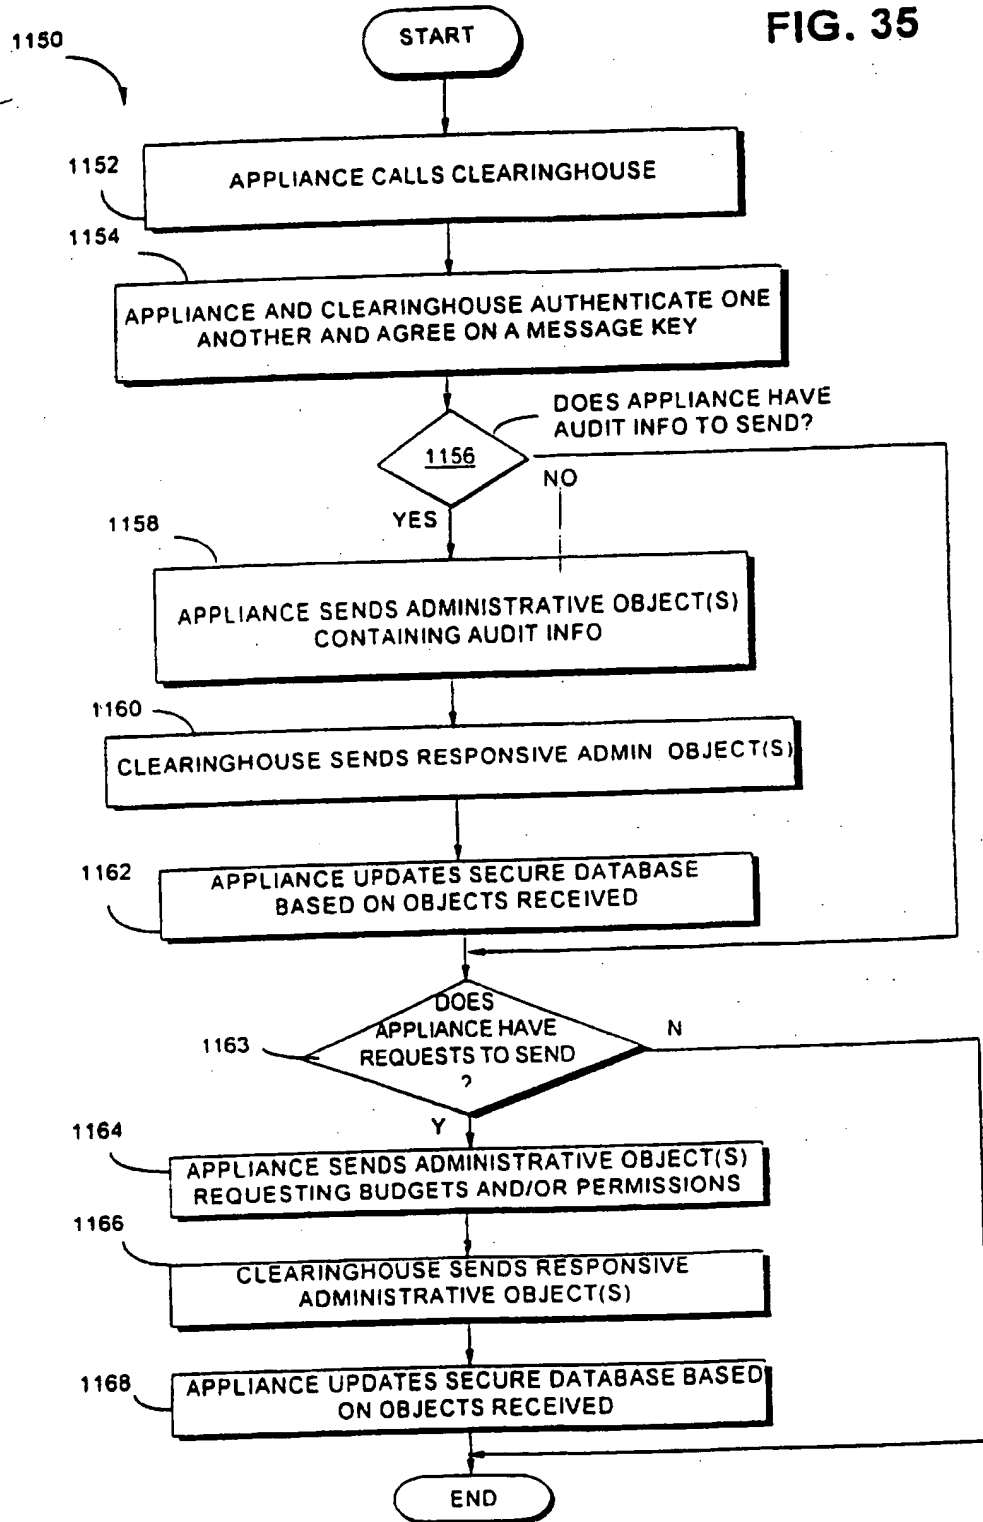 FIG. 35
START
1150
1152
APPLIANCE CALLS CLEARINGHOUSE
1154
APPLIANCE AND CLEARINGHOUSE AUTHENTICATE ONE
ANOTHER AND AGREE ON A MESSAGE KEY
DOES APPLIANCE HAVE
AUDIT INFO TO SEND?
1156
NO
YES
1158
APPLIANCE SENDS ADMINISTRATIVE OBJECT(S)
CONTAINING AUDIT INFO
1160
CLEARINGHOUSE SENDS RESPONSIVE ADMIN OBJECT(S)
1162
APPLIANCE UPDATES SECURE DATABASE
BASED ON OBJECTS RECEIVED
1163
DOES
APPLIANCE HAVE
REQUESTS TO SEND
?
N
Y
1164
APPLIANCE SENDS ADMINISTRATIVE OBJECT(S)
REQUESTING BUDGETS AND/OR PERMISSIONS
1166
CLEARINGHOUSE SENDS RESPONSIVE
ADMINISTRATIVE OBJECT(S)
1168
APPLIANCE UPDATES SECURE DATABASE BASED
ON OBJECTS RECEIVED
END